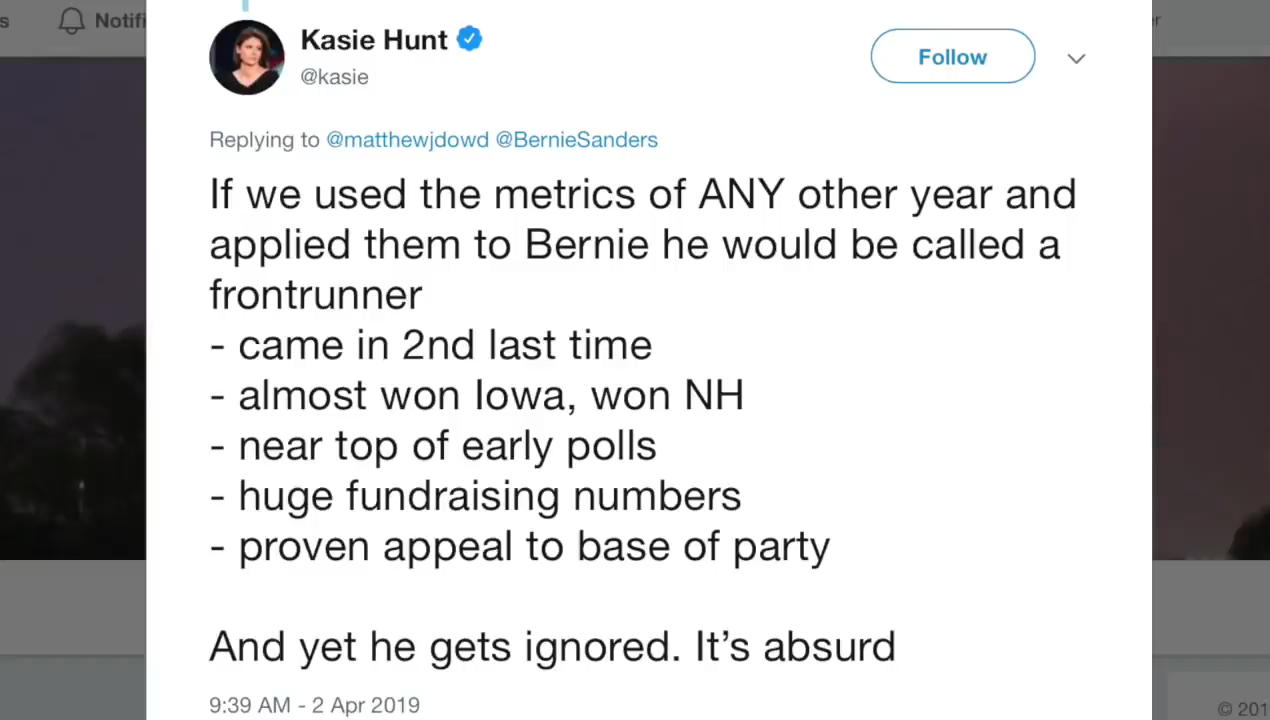 s
Notifi
Kasie Hunt
@kasie
Follow
Replying to @matthewjdowd @BernieSanders
If we used the metrics of ANY other year and
applied them to Bernie he would be called a
frontrunner
- came in 2nd last time
- almost won Iowa, won NH
- near top of early polls
- huge fundraising numbers
- proven appeal to base of party
And yet he gets ignored. It’s absurd
9:39 AM - 2 Apr 2019
© 201